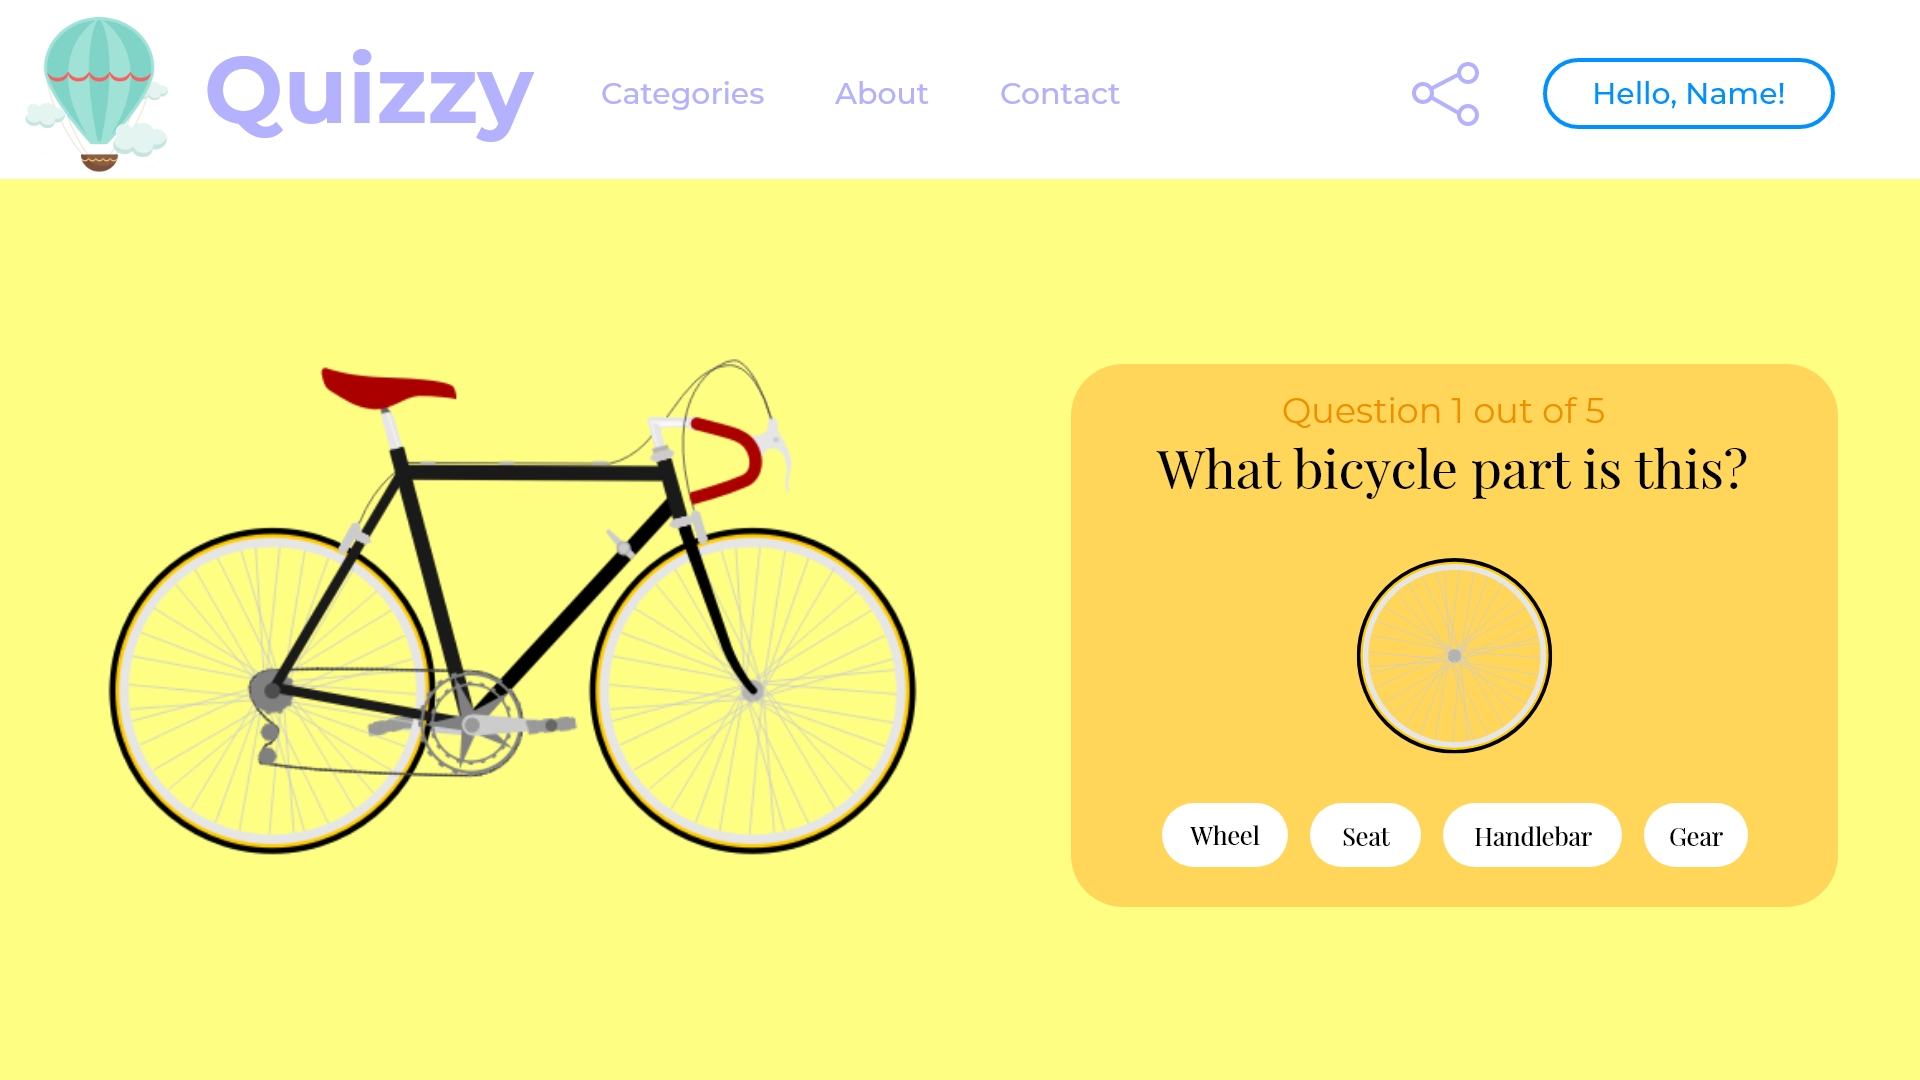 Quizzy
Categories
About
Contact
Hello, Name!
Question 1 out of 5
What bicycle part is this?
Wheel
Seat
Handlebar
Gear